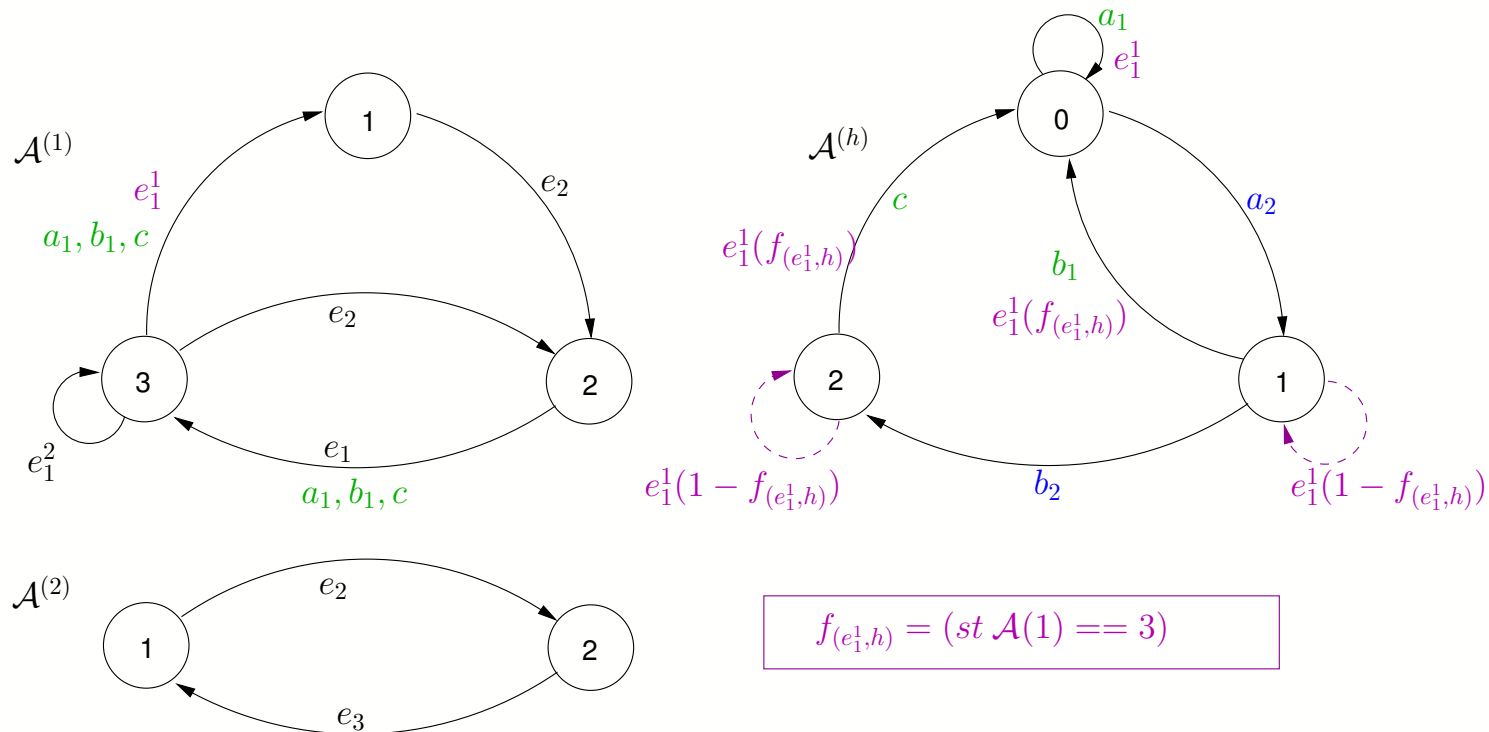 𝒜^{(1)}
1
e_1^1
a_1, b_1, c
e_2
e_2
3
2
e_1^2
e_1
a_1, b_1, c
𝒜^{(2)}
1
e_2
2
e_3
a_1
e_1^1
0
𝒜^{(h)}
c
a_2
e_1^1(f_{(e_1^1,h)})
b_1
e_1^1(f_{(e_1^1,h)})
2
1
e_1^1(1 − f_{(e_1^1,h)})
b_2
e_1^1(1 − f_{(e_1^1,h)})
f_{(e_1^1,h)} = (st 𝒜(1) == 3)